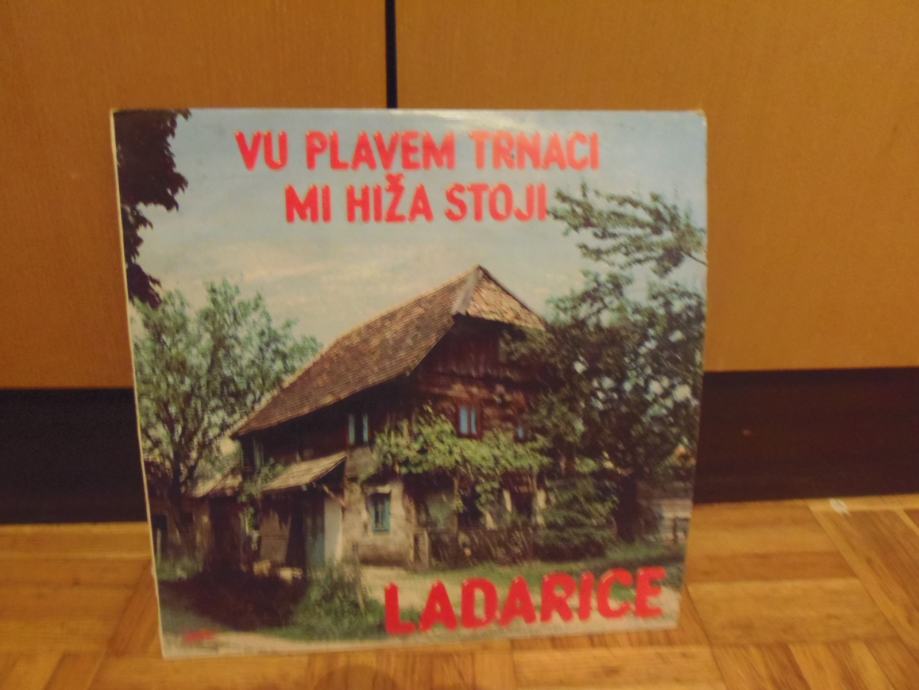 VU PLAVEM TRNACI
MI HIŽA STOJI
LADARICE